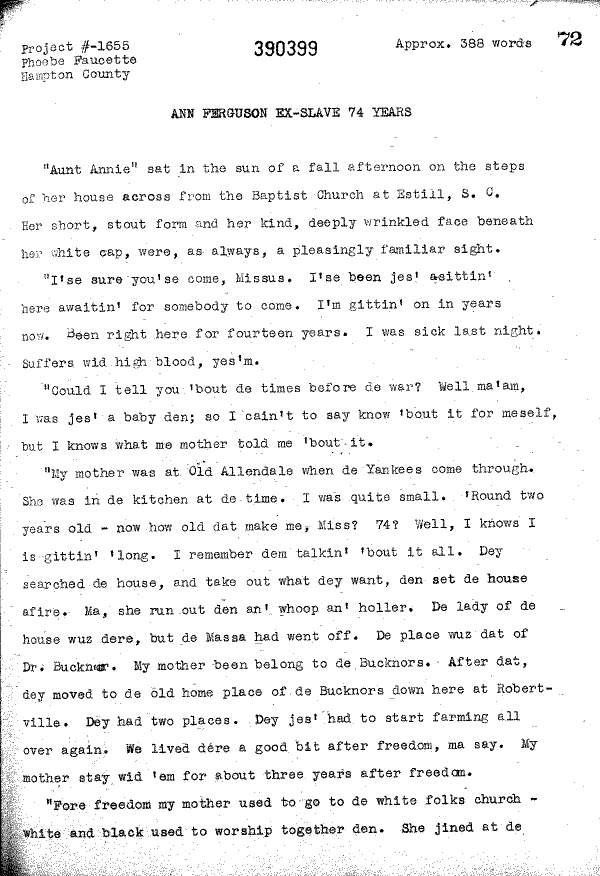 Project #-1655
Phoebe Faucette
Hampton County
390399
Approx. 388 words
72
ANN FERGUSON EX-SLAVE 74 YEARS
"Aunt Annie" sat in the sun of a fall afternoon on the steps
of her house across from the Baptist Church at Estill, S. C.
Her short, stout form and her kind, deeply wrinkled face beneath
her white cap, were, as always, a pleasingly familiar sight.
"I'se sure you'se come, Missus. I'se been jes' asittin'
here awaitin' for somebody to come. I'm gittin' on in years
now. Been right here for fourteen years. I was sick last night.
Suffers wid high blood, yes'm.
"Could I tell you 'bout de times before de war? Well ma'am,
I was jes' a baby den; so I cain't to say know 'bout it for meself,
but I knows what me mother told me 'bout it.
"My mother was at Old Allendale when de Yankees come through.
She was in de kitchen at de time. I was quite small. 'Round two
years old - now how old dat make me, Miss? 74? Well, I knows I
is gittin' 'long. I remember dem talkin' 'bout it all. Dey
searched de house, and take out what dey want, den set de house
afire. Ma, she run out den an' whoop an' holler. De lady of de
house wuz dere, but de Massa had went off. De place wuz dat of
Dr. Bucknor. My mother been belong to de Bucknors. After dat,
dey moved to de old home place of de Bucknors down here at Robert-
ville. Dey had two places. Dey jes' had to start farming all
over again. We lived dere a good bit after freedom, ma say. My
mother stay wid 'em for about three years after freedom.
"Fore freedom my mother used to go to de white folks church -
white and black used to worship together den. She jined at de